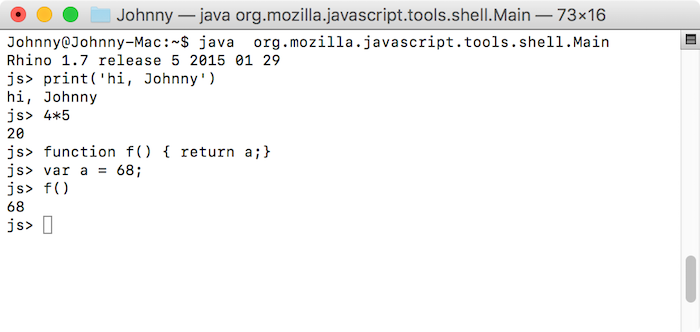 Johnny — java org.mozilla.javascript.tools.shell.Main — 73×16
Johnny@Johnny-Mac:~$ java  org.mozilla.javascript.tools.shell.Main
Rhino 1.7 release 5 2015 01 29
js> print('hi, Johnny')
hi, Johnny
js> 4*5
20
js> function f() { return a;}
js> var a = 68;
js> f()
68
js>